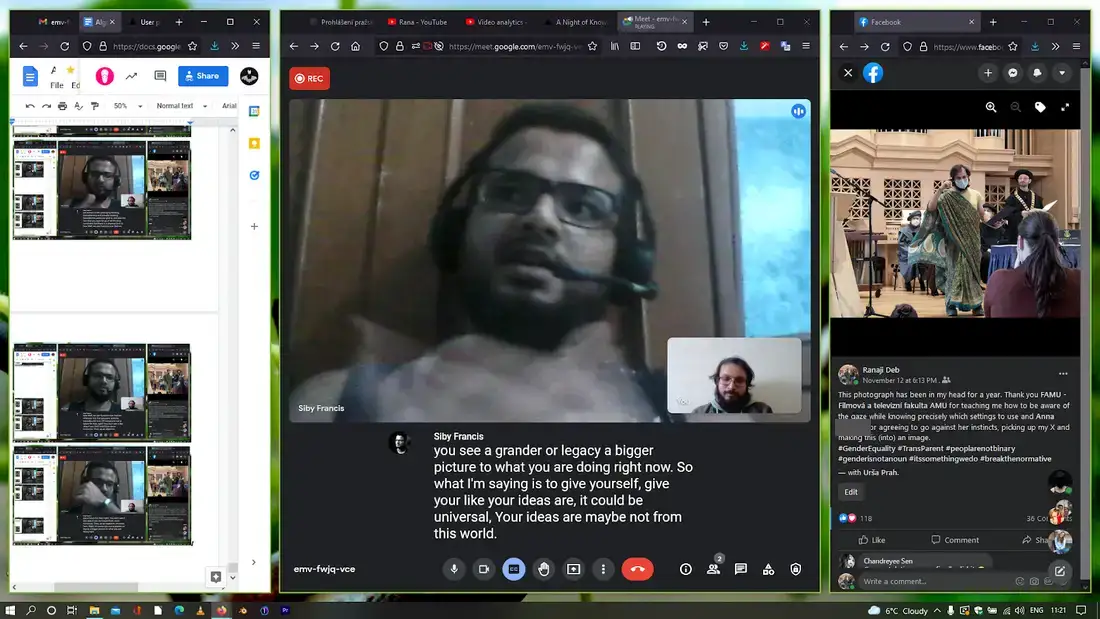 emv-f
Alg
User p
https://docs.google
A
File
Ed
Share
50%
Normal text
Arial
Prohlášení pražs
Rana - YouTube
Video analytics -
A Night of Know
Meet - emv-f
PLAYING
https://meet.google.com/emv-fwjq-v
REC
Siby Francis
Siby Francis
you see a grander or legacy a bigger
picture to what you are doing right now. So
what I'm saying is to give yourself, give
your like your ideas are, it could be
universal, Your ideas are maybe not from
this world.
emv-fwjq-vce
2
Facebook
https://www.faceb
Ranaji Deb
November 12 at 6:13 PM
This photograph has been in my head for a year. Thank you FAMU -
Filmová a televizní fakulta AMU for teaching me how to be aware of
the gaze while knowing precisely which settings to use and Anna
or agreeing to go against her instincts, picking up my X and
making this (into) an image.
#GenderEquality #TransParent #peoplarenotbinary
#genderisnotanoun #itssomethingwedo #breakthenormative
— with Urša Prah.
Edit
118
36 Co
Like
Comment
Sha
Chandreyee Sen
Write a comment...
6°C Cloudy
ENG
11:21